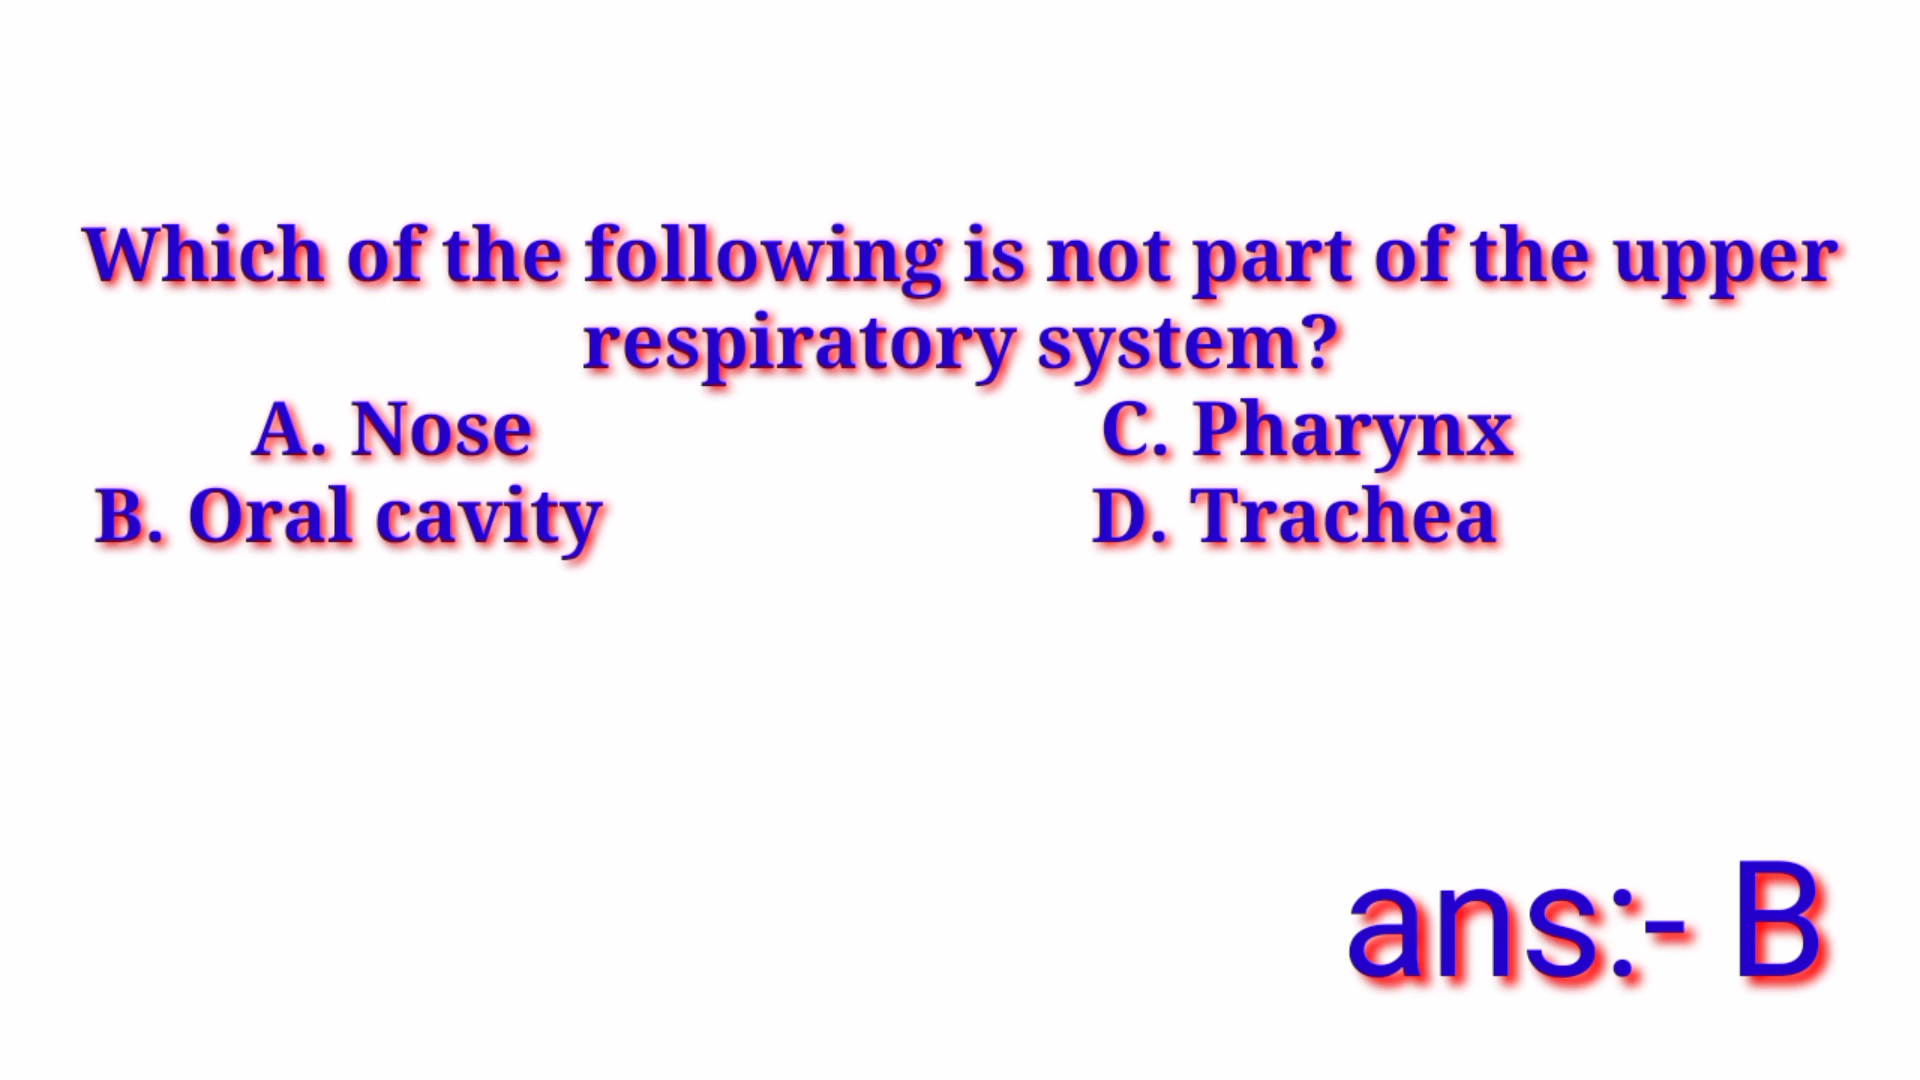 Which of the following is not part of the upper
respiratory system?
A. Nose C. Pharynx
B. Oral cavity D. Trachea
ans:- B